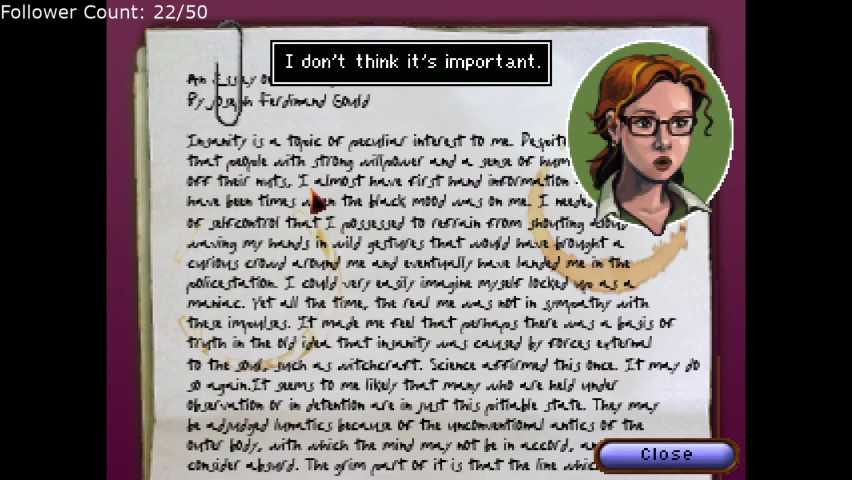 Follower Count: 22/50
I don't think it's important.
An Essay on
By Joseph Ferdinand Gould
Insanity is a topic of peculiar interest to me.
that people with strong willpower and a sense of
off their nuts, I almost have first hand information
have been times when the black mood was on me. I needed
of selfcontrol that I possessed to refrain from shouting aloud
waving my hands in wild gestures that would have brought a
curious crowd around me and eventually have landed me in the
policestation. I could very easily imagine myself locked up as a
maniac. Yet all the time, the real me was not in sympathy with
these impulses. It made me feel that perhaps there was a basis of
truth in the old idea that insanity was caused by forces external
to the soul, such as witchcraft. Science affirmed this once. It may do
so again.It seems to me likely that many who are held under
observation or in detention are in just this pitiable state. They may
be adjudged lunatics because of the unconventional antics of the
outer body, with which the mind may not be in accord,
consider absurd. The grim part of it is that the line
Close